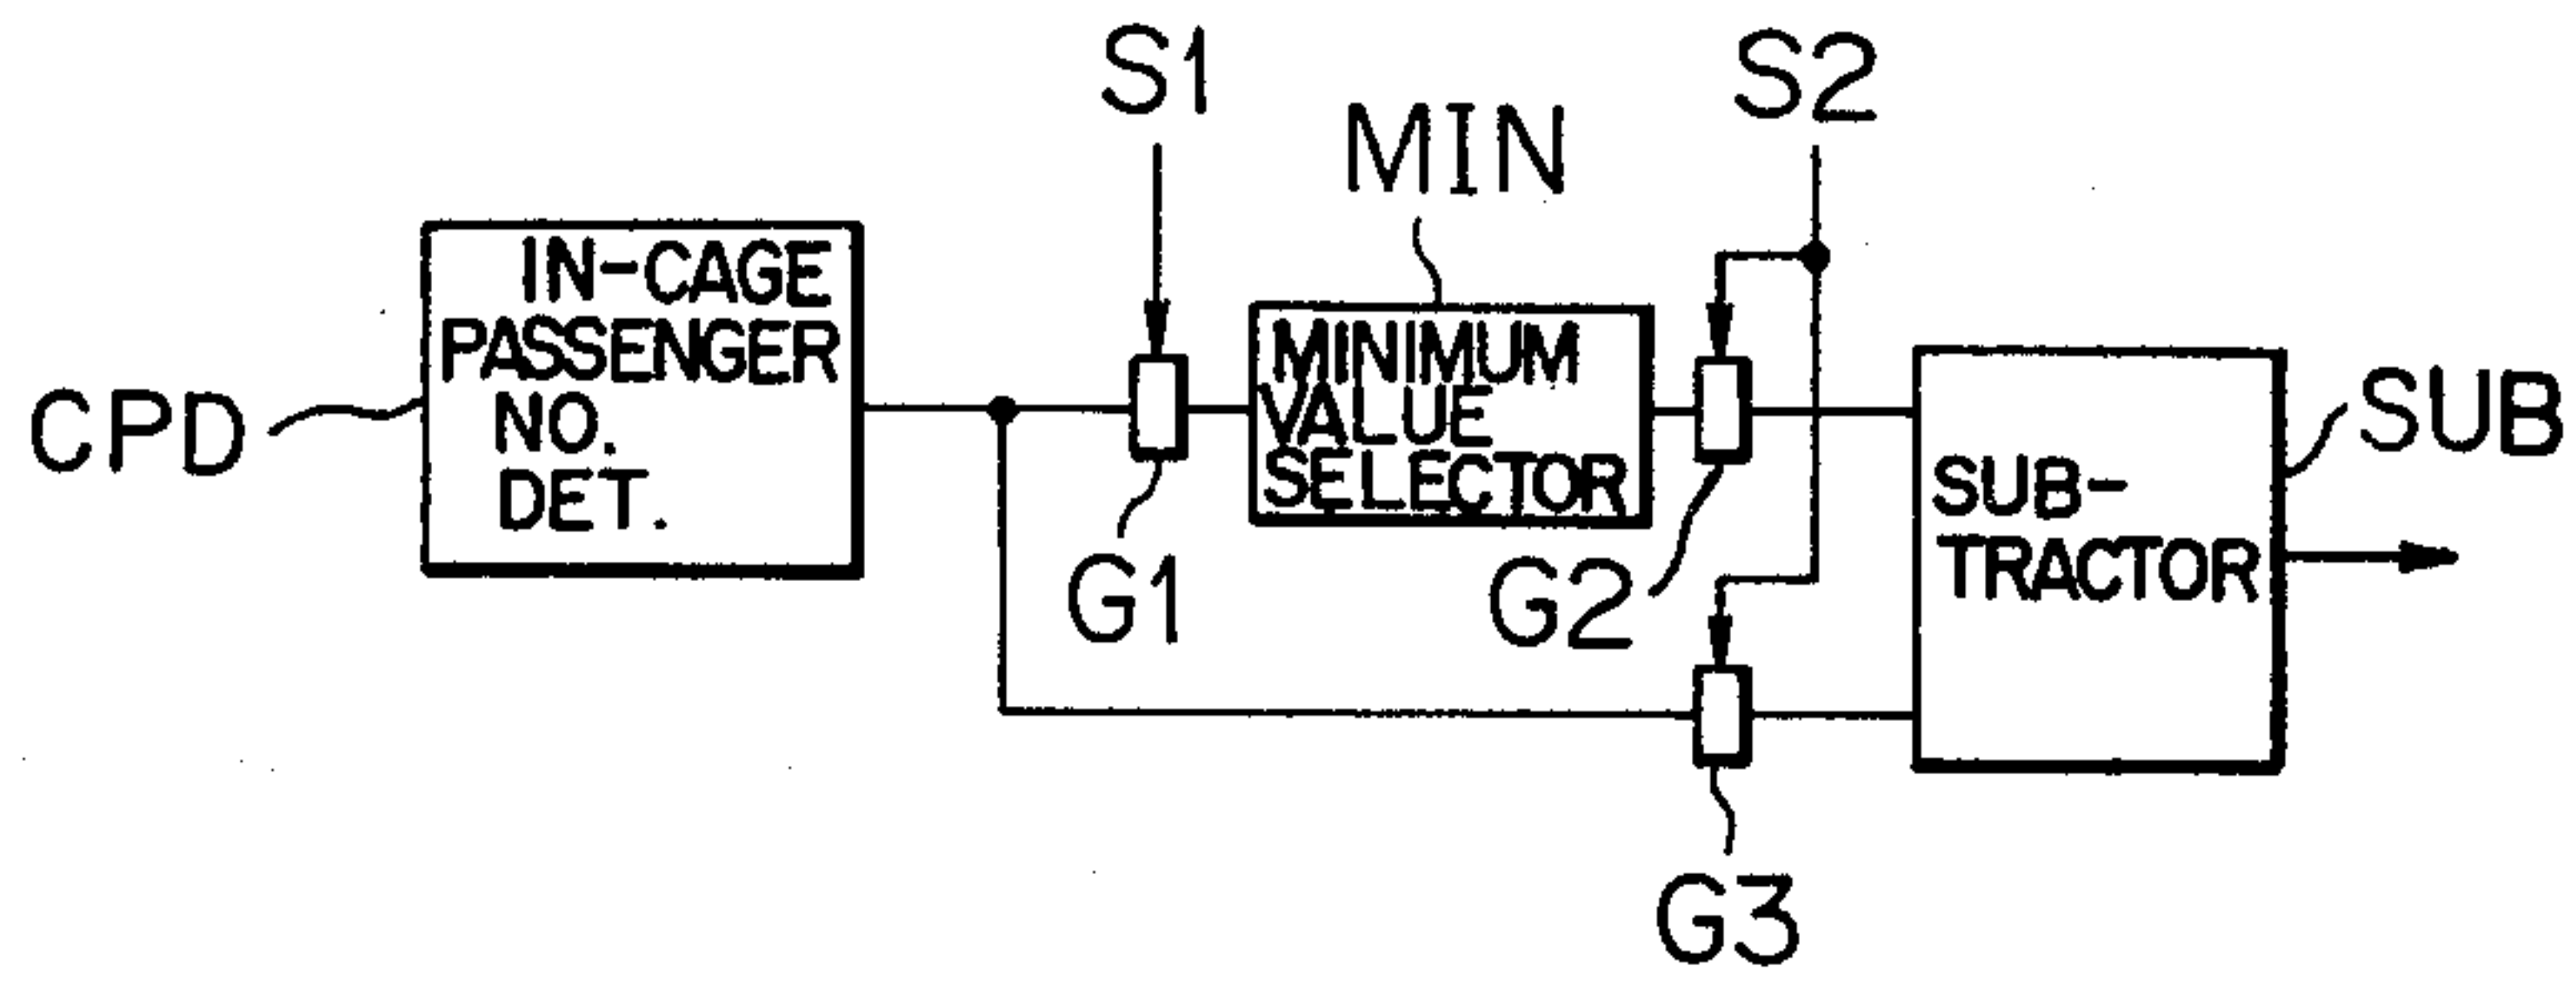 S1
S2
MIN
CPD
IN-CAGE
PASSENGER
NO.
DET.
MINIMUM
VALUE
SELECTOR
SUB-
TRACTOR
SUB
G1
G2
G3